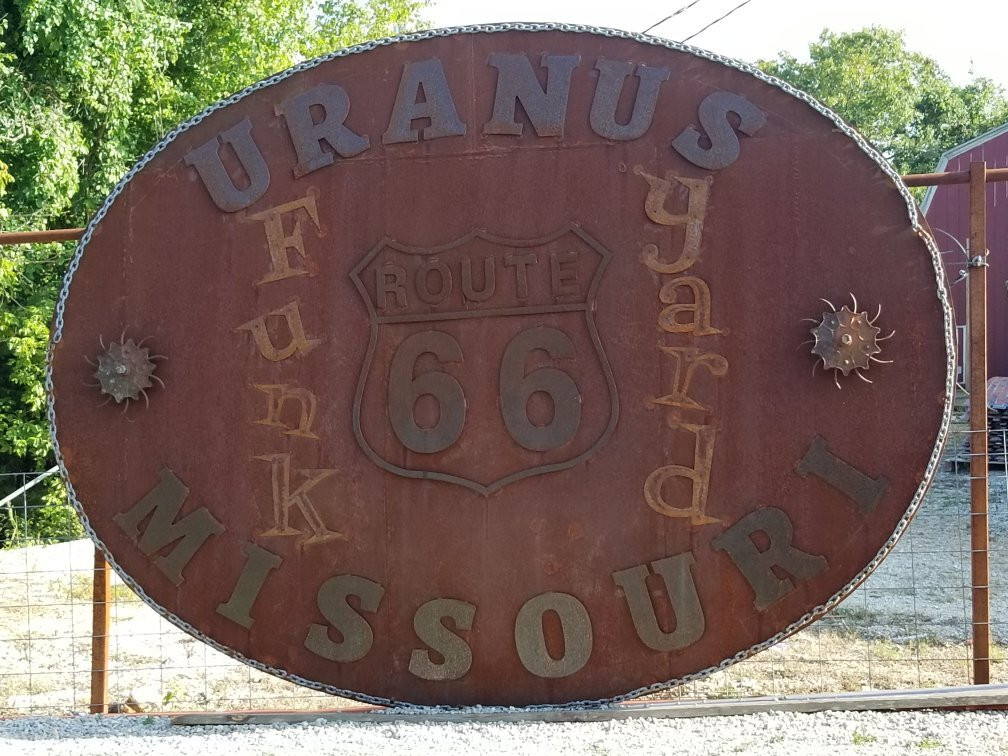 URANUS
Funk
yard
ROUTE
66
MISSOURI